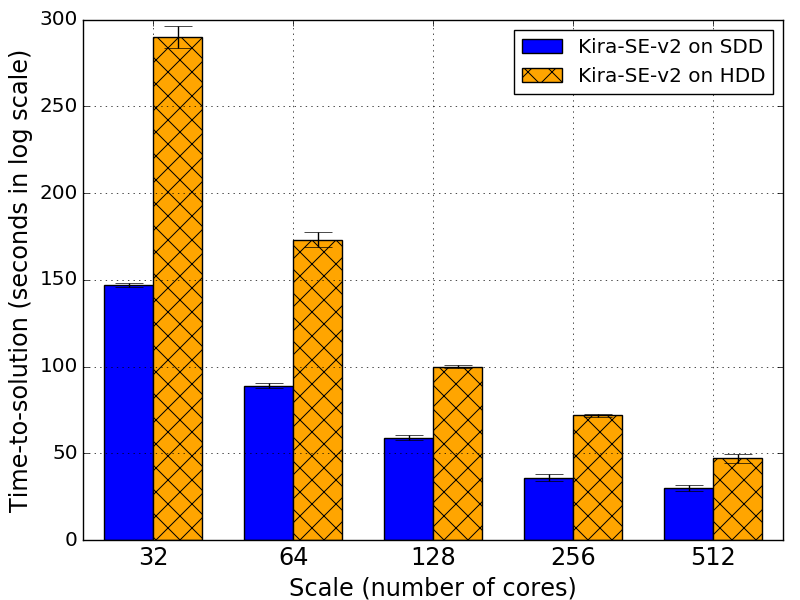 300
250
200
150
100
50
0
Time-to-solution (seconds in log scale)
Kira-SE-v2 on SDD
Kira-SE-v2 on HDD
32 64 128 256 512
Scale (number of cores)